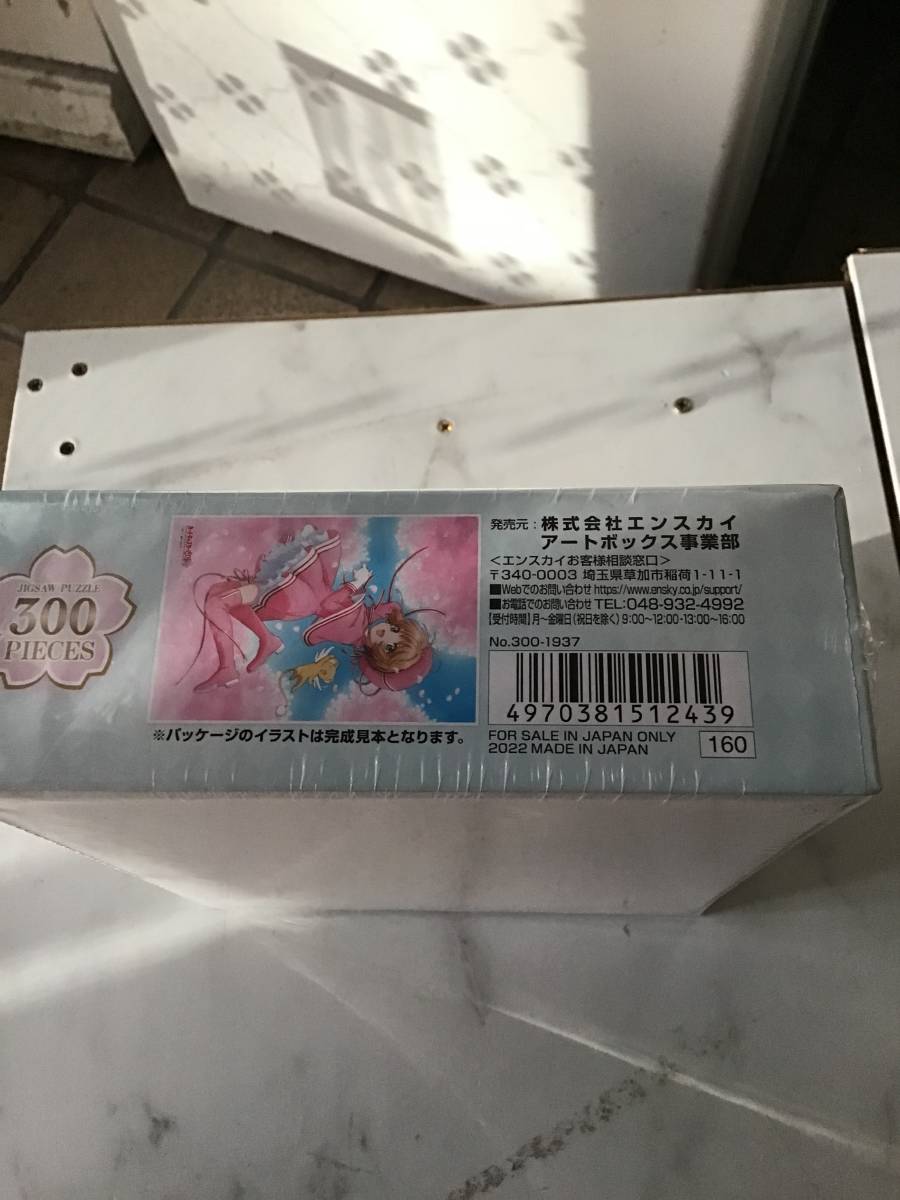 JIGSAW PUZZLE
300
PIECES
※パッケージのイラストは完成見本となります。
発売元：株式会社エンスカイ
アートボックス事業部
＜エンスカイお客様相談窓口＞
〒340-0003 埼玉県草加市稲荷1-11-1
■Webでのお問い合わせ https://www.ensky.co.jp/support/
■お電話でのお問い合わせ TEL:048-932-4992
【受付時間】月～金曜日(祝日を除く) 9:00～12:00・13:00～16:00
No.300-1937
4970381512439
FOR SALE IN JAPAN ONLY
2022 MADE IN JAPAN
160